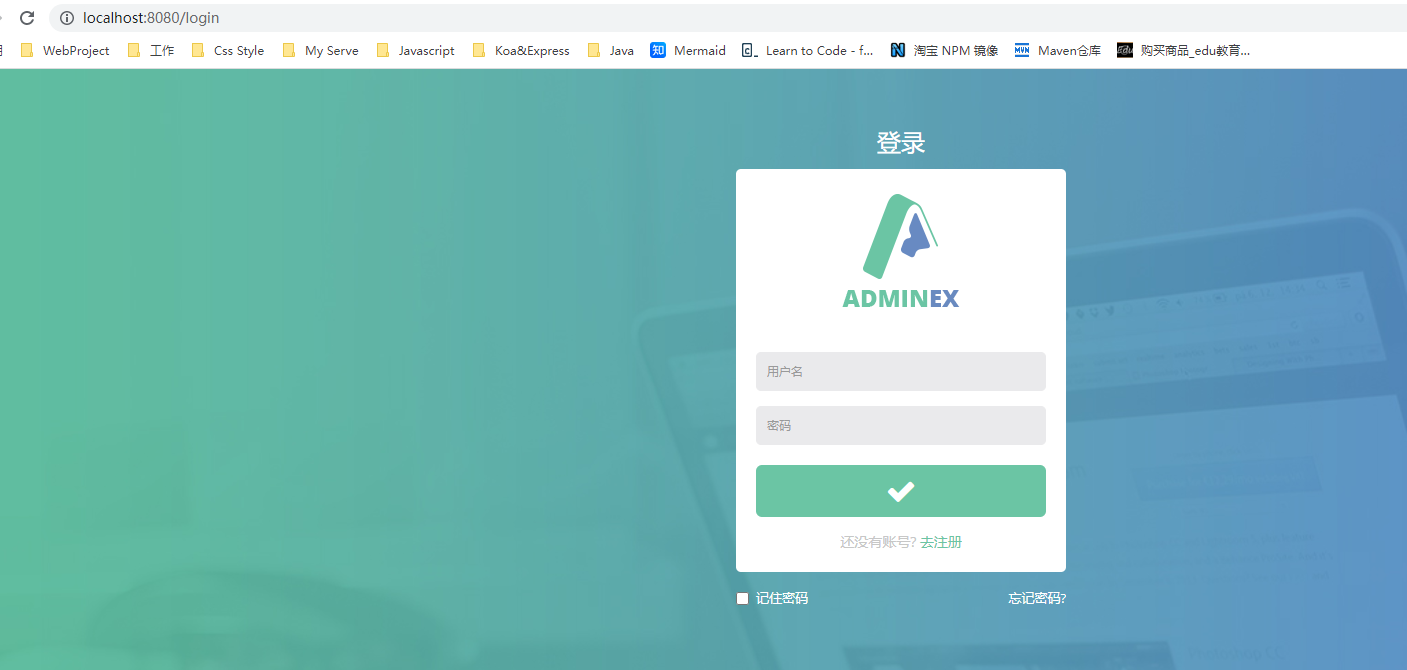 localhost:8080/login
WebProject 工作 Css Style My Serve Javascript Koa&Express Java 知 Mermaid Learn to Code - f... 淘宝 NPM 镜像 MVN Maven仓库 edu 购买商品_edu教育...
登录
ADMINEX
用户名
密码
还没有账号? 去注册
记住密码 忘记密码?